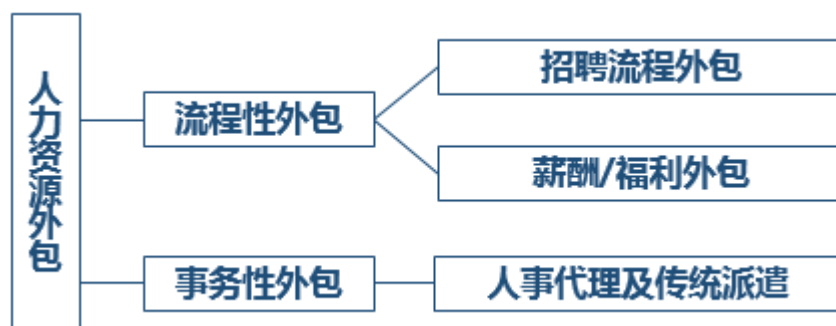 人力资源外包
流程性外包
招聘流程外包
薪酬/福利外包
事务性外包
人事代理及传统派遣